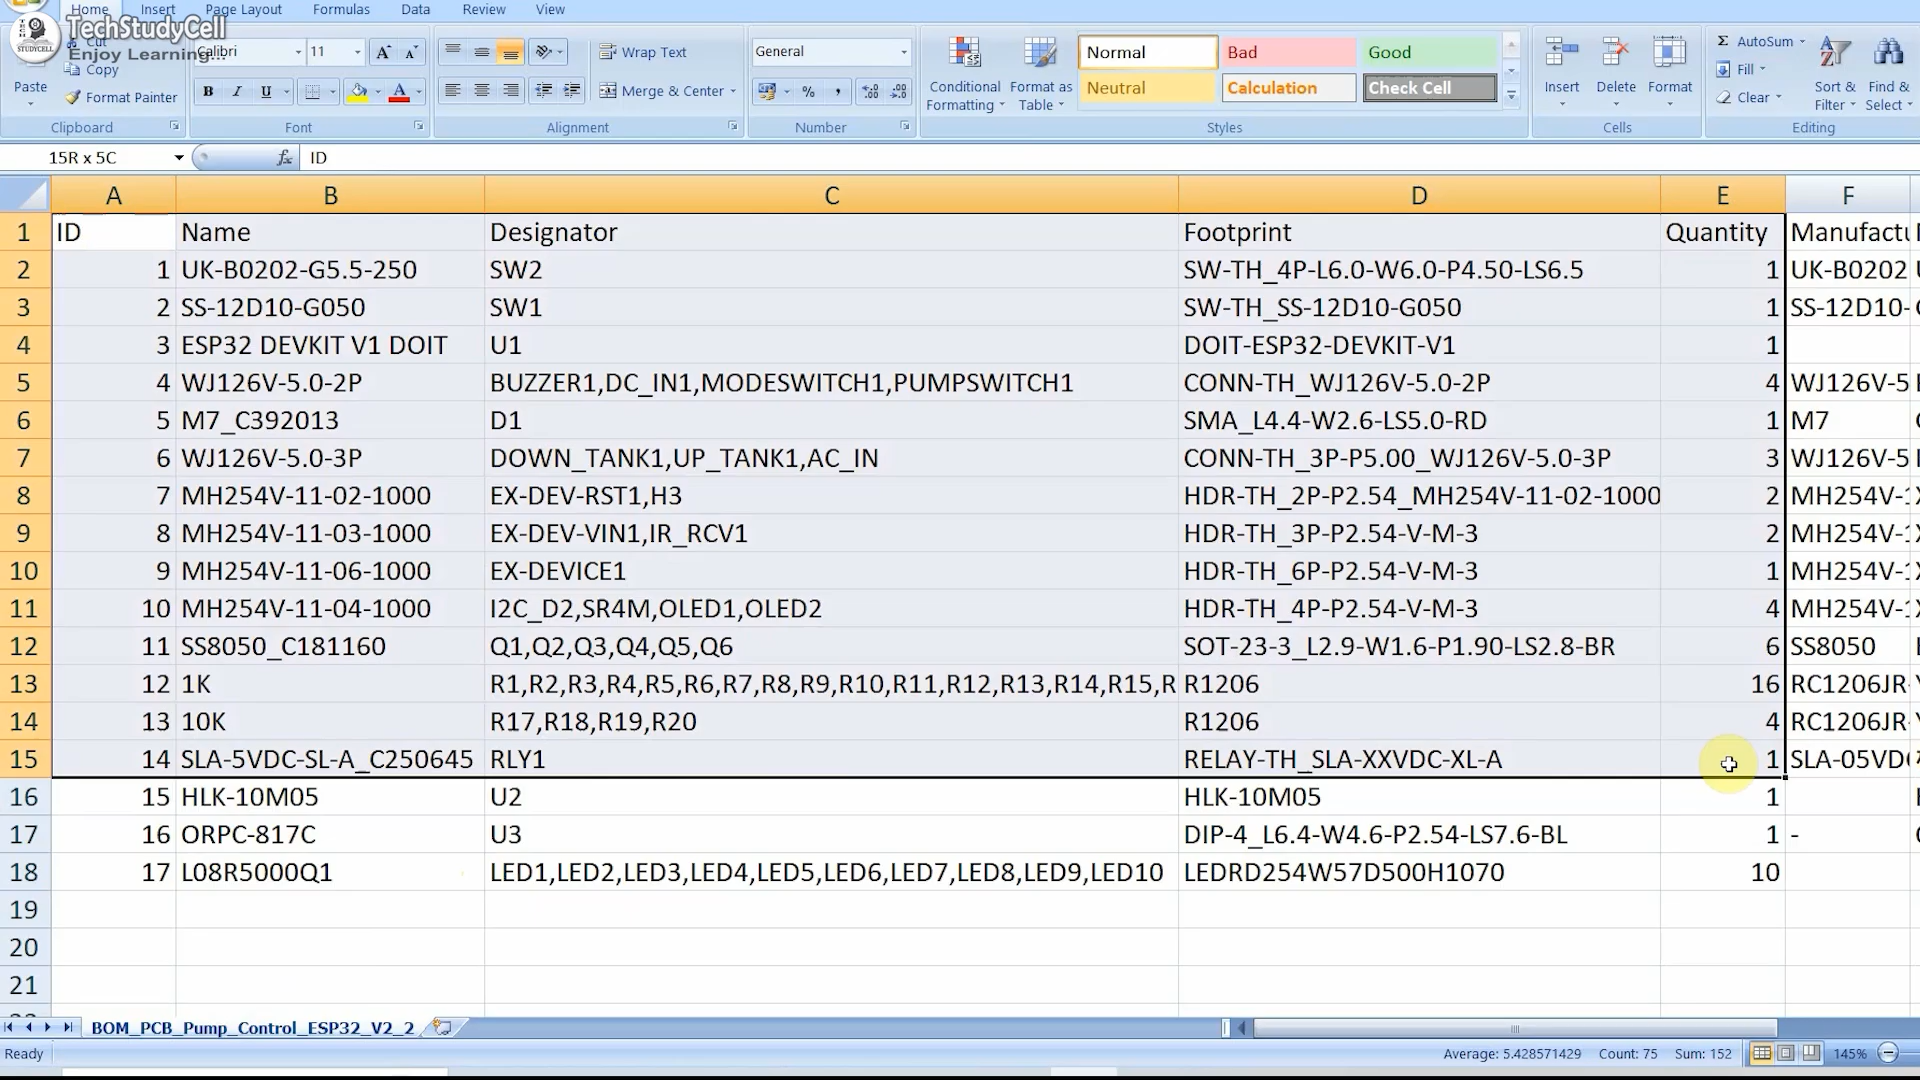 Home Insert Page Layout Formulas Data Review View
TechStudyCell
Enjoy Learning...
STUDYCELL
Paste
Cut
Copy
Format Painter
Clipboard
Calibri 11
B I U
Font
Wrap Text
Merge & Center
Alignment
General
%
Number
Conditional Formatting
Format as Table
Normal Bad Good
Neutral Calculation Check Cell
Styles
Insert Delete Format
Cells
Σ AutoSum
Fill
Clear
Sort & Filter
Find & Select
Editing
15R x 5C fx ID
A B C D E F
1 ID Name Designator Footprint Quantity Manufactu
2 1 UK-B0202-G5.5-250 SW2 SW-TH_4P-L6.0-W6.0-P4.50-LS6.5 1 UK-B0202
3 2 SS-12D10-G050 SW1 SW-TH_SS-12D10-G050 1 SS-12D10-
4 3 ESP32 DEVKIT V1 DOIT U1 DOIT-ESP32-DEVKIT-V1 1
5 4 WJ126V-5.0-2P BUZZER1,DC_IN1,MODESWITCH1,PUMPSWITCH1 CONN-TH_WJ126V-5.0-2P 4 WJ126V-5
6 5 M7_C392013 D1 SMA_L4.4-W2.6-LS5.0-RD 1 M7
7 6 WJ126V-5.0-3P DOWN_TANK1,UP_TANK1,AC_IN CONN-TH_3P-P5.00_WJ126V-5.0-3P 3 WJ126V-5
8 7 MH254V-11-02-1000 EX-DEV-RST1,H3 HDR-TH_2P-P2.54_MH254V-11-02-1000 2 MH254V-1
9 8 MH254V-11-03-1000 EX-DEV-VIN1,IR_RCV1 HDR-TH_3P-P2.54-V-M-3 2 MH254V-1
10 9 MH254V-11-06-1000 EX-DEVICE1 HDR-TH_6P-P2.54-V-M-3 1 MH254V-1
11 10 MH254V-11-04-1000 I2C_D2,SR4M,OLED1,OLED2 HDR-TH_4P-P2.54-V-M-3 4 MH254V-1
12 11 SS8050_C181160 Q1,Q2,Q3,Q4,Q5,Q6 SOT-23-3_L2.9-W1.6-P1.90-LS2.8-BR 6 SS8050
13 12 1K R1,R2,R3,R4,R5,R6,R7,R8,R9,R10,R11,R12,R13,R14,R15,R R1206 16 RC1206JR-
14 13 10K R17,R18,R19,R20 R1206 4 RC1206JR-
15 14 SLA-5VDC-SL-A_C250645 RLY1 RELAY-TH_SLA-XXVDC-XL-A 1 SLA-05VD
16 15 HLK-10M05 U2 HLK-10M05 1
17 16 ORPC-817C U3 DIP-4_L6.4-W4.6-P2.54-LS7.6-BL 1 -
18 17 L08R5000Q1 LED1,LED2,LED3,LED4,LED5,LED6,LED7,LED8,LED9,LED10 LEDRD254W57D500H1070 10
19
20
21
BOM_PCB_Pump_Control_ESP32_V2_2
Ready Average: 5.428571429 Count: 75 Sum: 152 145%